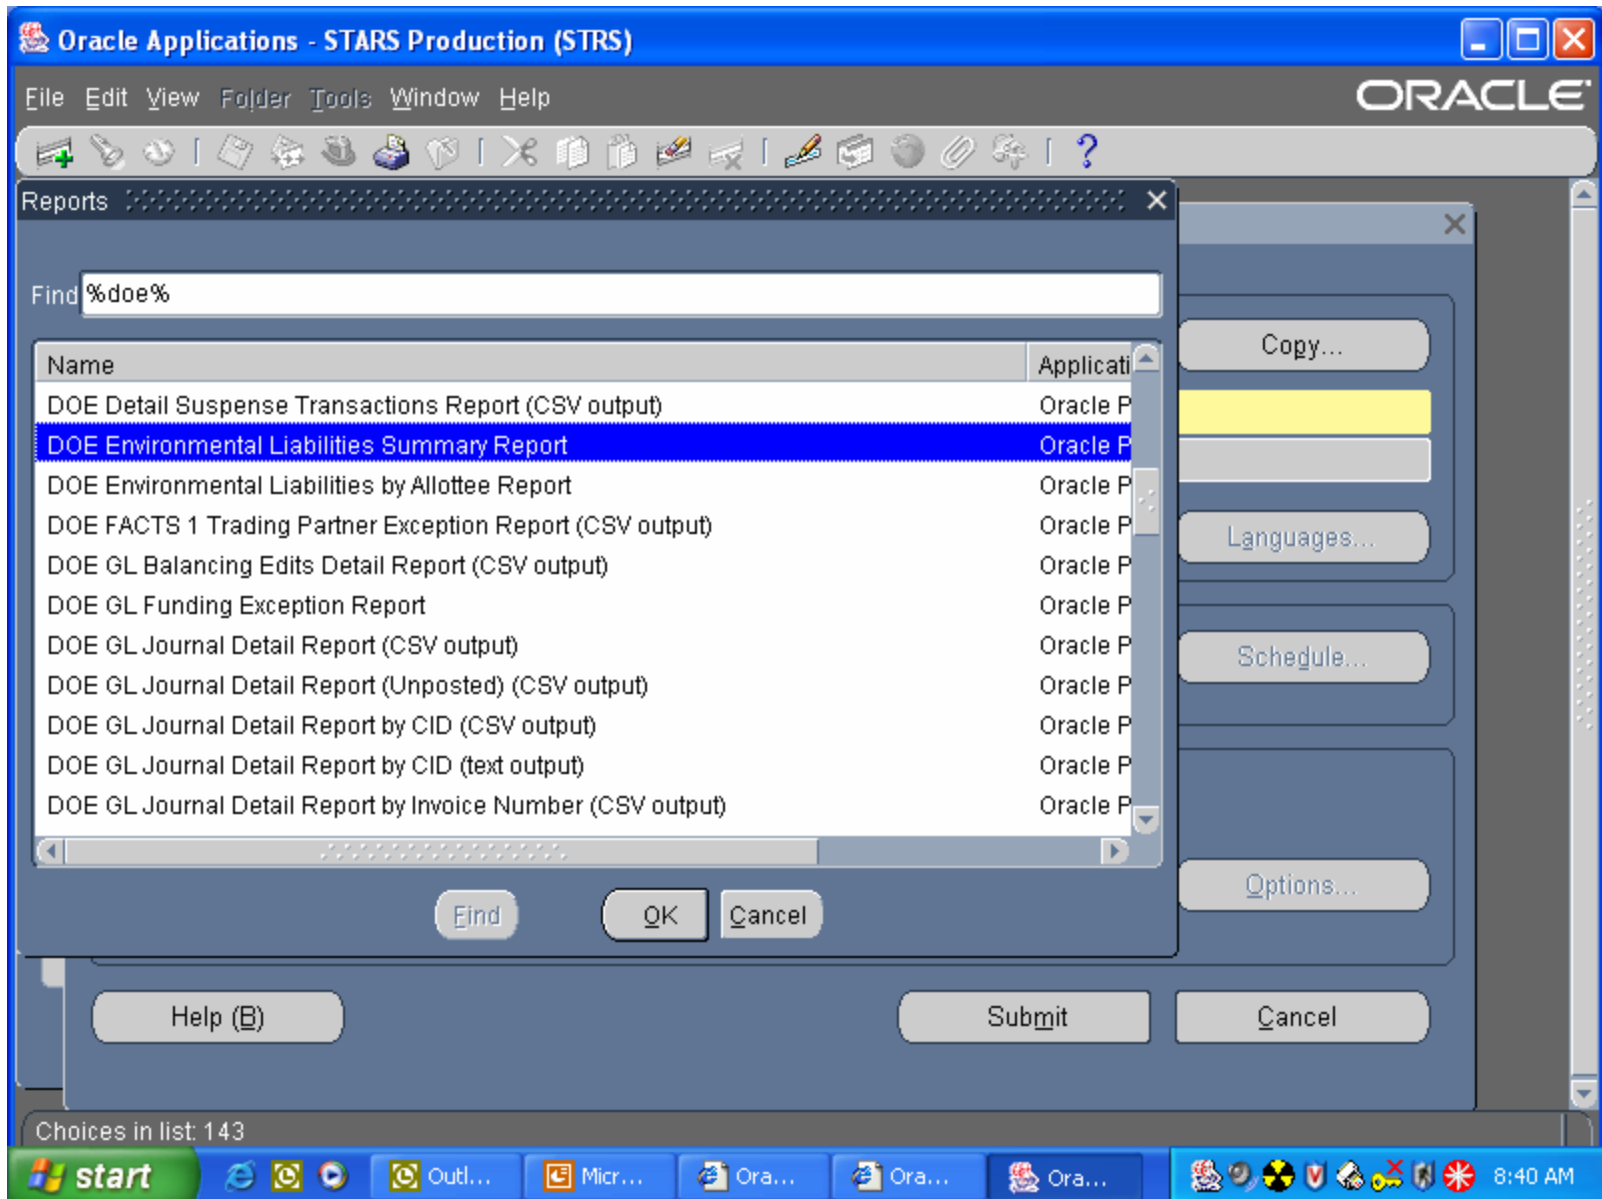 Oracle Applications - STARS Production (STRS)
File Edit View Folder Tools Window Help
ORACLE
Reports
Find %doe%
Name Applicati
DOE Detail Suspense Transactions Report (CSV output) Oracle P
DOE Environmental Liabilities Summary Report Oracle P
DOE Environmental Liabilities by Allottee Report Oracle P
DOE FACTS 1 Trading Partner Exception Report (CSV output) Oracle P
DOE GL Balancing Edits Detail Report (CSV output) Oracle P
DOE GL Funding Exception Report Oracle P
DOE GL Journal Detail Report (CSV output) Oracle P
DOE GL Journal Detail Report (Unposted) (CSV output) Oracle P
DOE GL Journal Detail Report by CID (CSV output) Oracle P
DOE GL Journal Detail Report by CID (text output) Oracle P
DOE GL Journal Detail Report by Invoice Number (CSV output) Oracle P
Find OK Cancel
Copy...
Languages...
Schedule...
Options...
Help (B) Submit Cancel
Choices in list: 143
start Outl... Micr... Ora... Ora... Ora... 8:40 AM